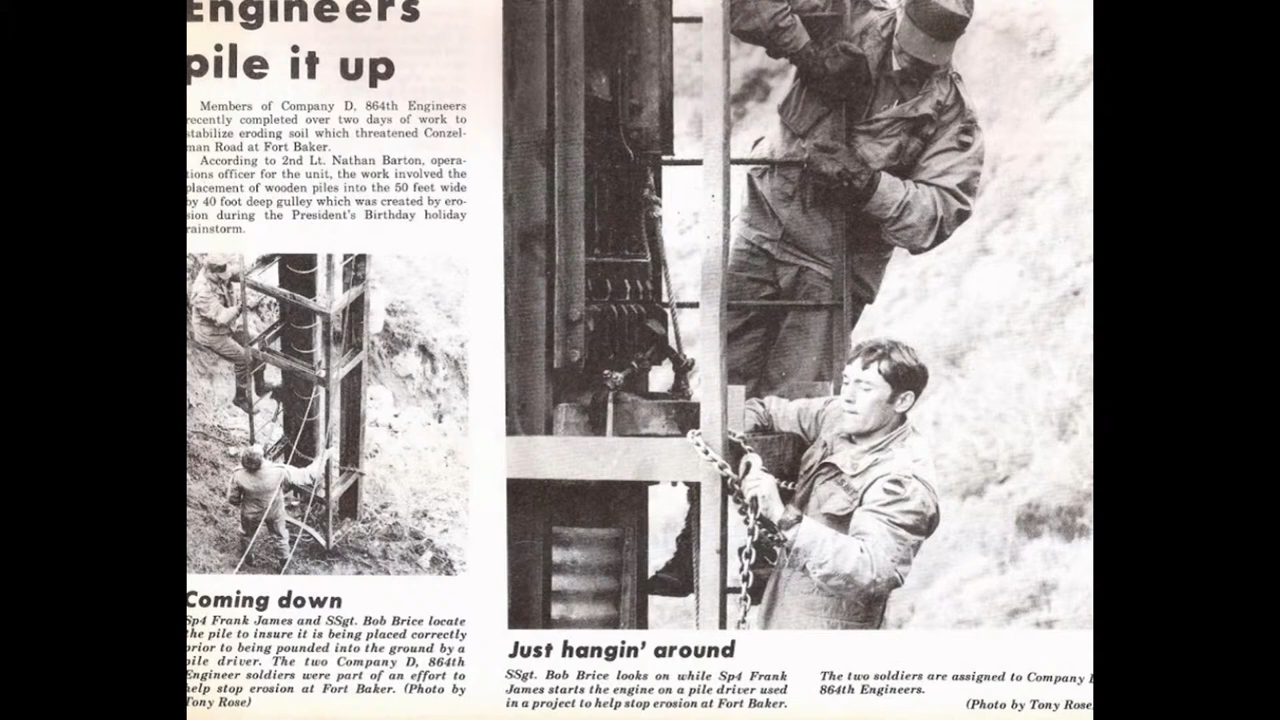 Engineers
pile it up
Members of Company D, 864th Engineers
recently completed over two days of work to
stabilize eroding soil which threatened Conzel-
man Road at Fort Baker.
According to 2nd Lt. Nathan Barton, opera-
tions officer for the unit, the work involved the
placement of wooden piles into the 50 feet wide
by 40 foot deep gulley which was created by ero-
sion during the President's Birthday holiday
rainstorm.
Coming down
Sp4 Frank James and SSgt. Bob Brice locate
the pile to insure it is being placed correctly
prior to being pounded into the ground by a
pile driver. The two Company D, 864th
Engineer soldiers were part of an effort to
help stop erosion at Fort Baker. (Photo by
Tony Rose)
Just hangin' around
SSgt. Bob Brice looks on while Sp4 Frank
James starts the engine on a pile driver used
in a project to help stop erosion at Fort Baker.
The two soldiers are assigned to Company D
864th Engineers.
(Photo by Tony Rose